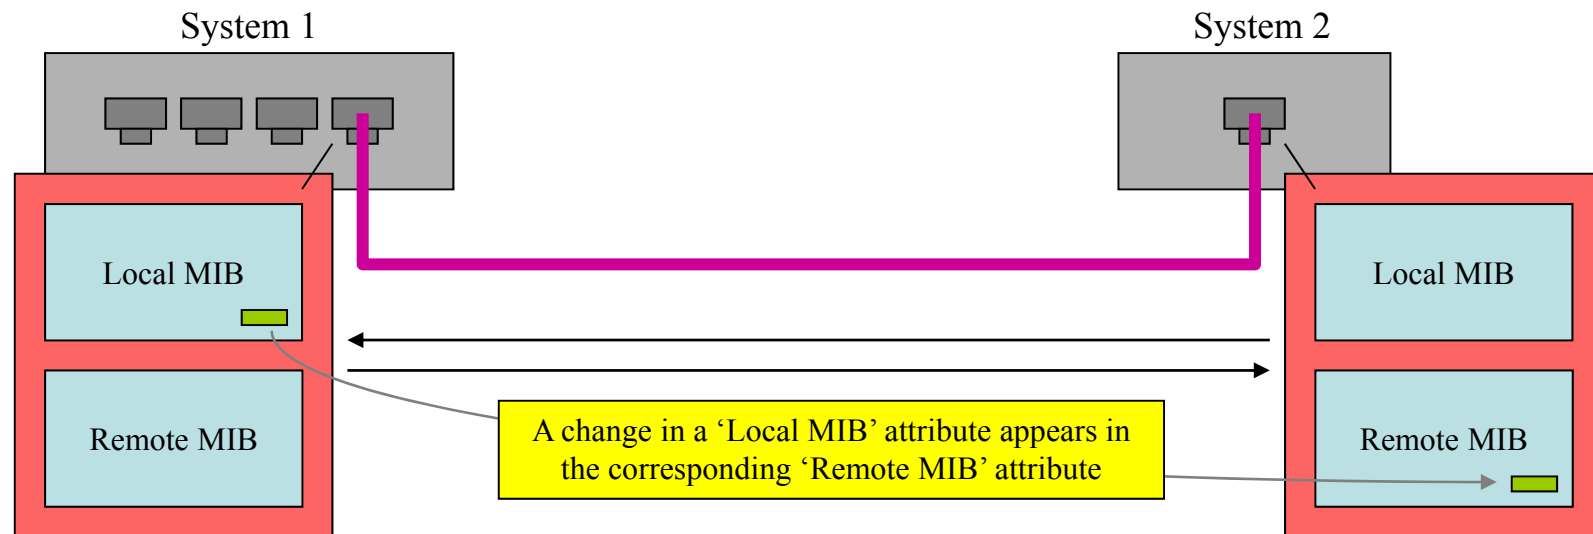 System 1
System 2
Local MIB
Remote MIB
A change in a ‘Local MIB’ attribute appears in
the corresponding ‘Remote MIB’ attribute
Local MIB
Remote MIB